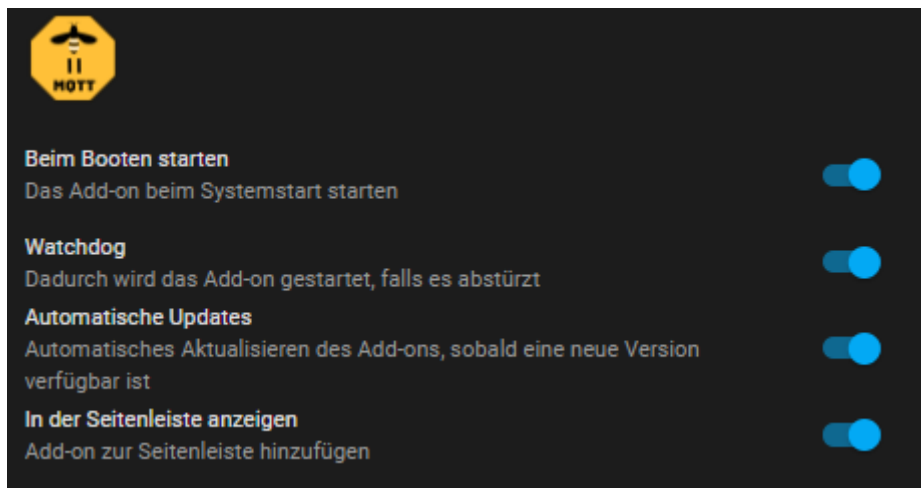 MQTT
Beim Booten starten
Das Add-on beim Systemstart starten
Watchdog
Dadurch wird das Add-on gestartet, falls es abstürzt
Automatische Updates
Automatisches Aktualisieren des Add-ons, sobald eine neue Version
verfügbar ist
In der Seitenleiste anzeigen
Add-on zur Seitenleiste hinzufügen